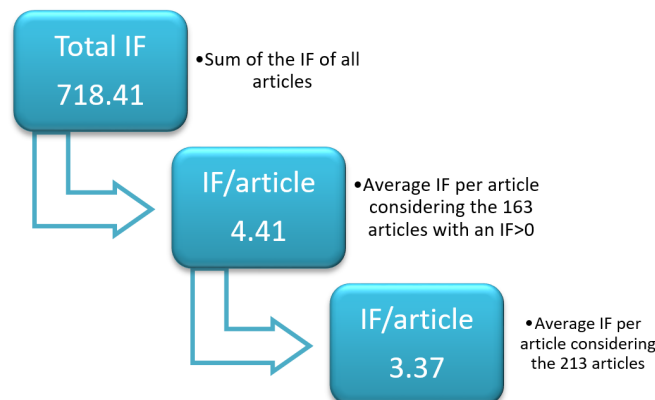 Total IF
718.41
•Sum of the IF of all
articles
IF/article
4.41
•Average IF per article
considering the 163
articles with an IF>0
IF/article
3.37
•Average IF per
article considering
the 213 articles